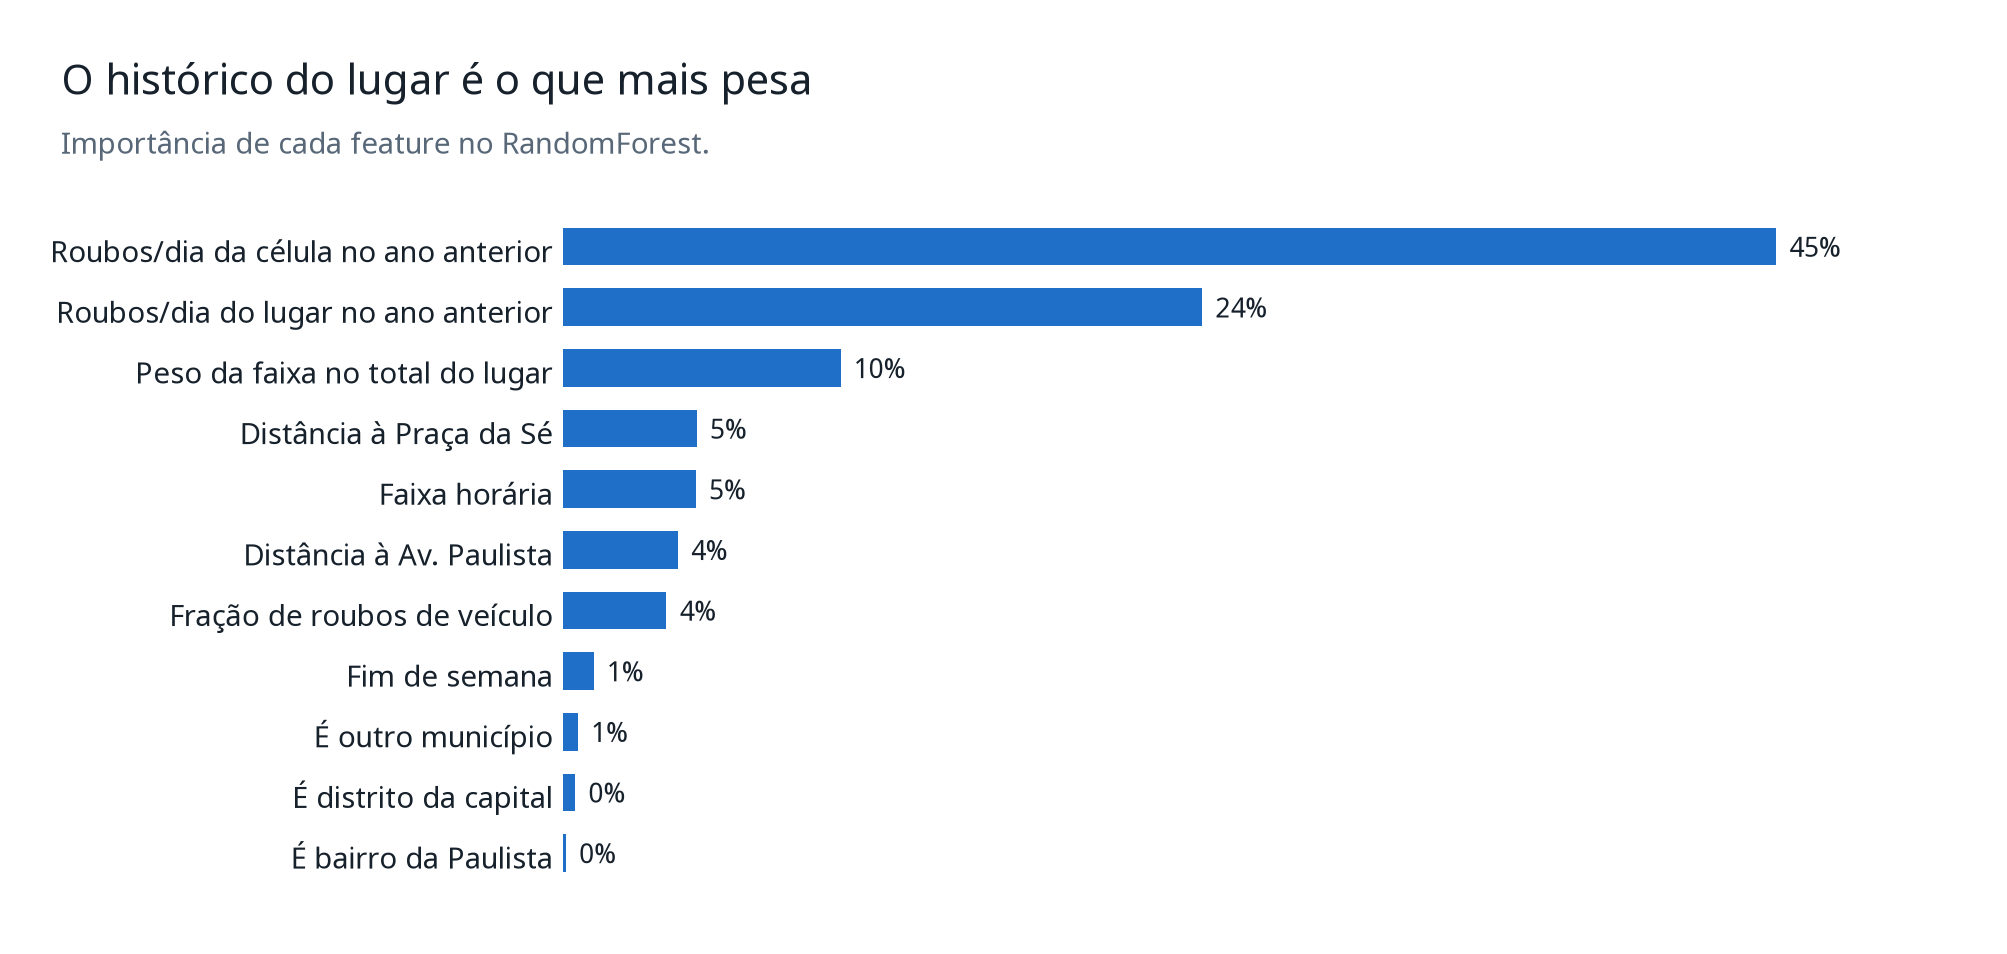 O histórico do lugar é o que mais pesa
Importância de cada feature no RandomForest.
Roubos/dia da célula no ano anterior 45%
Roubos/dia do lugar no ano anterior 24%
Peso da faixa no total do lugar 10%
Distância à Praça da Sé 5%
Faixa horária 5%
Distância à Av. Paulista 4%
Fração de roubos de veículo 4%
Fim de semana 1%
É outro município 1%
É distrito da capital 0%
É bairro da Paulista 0%